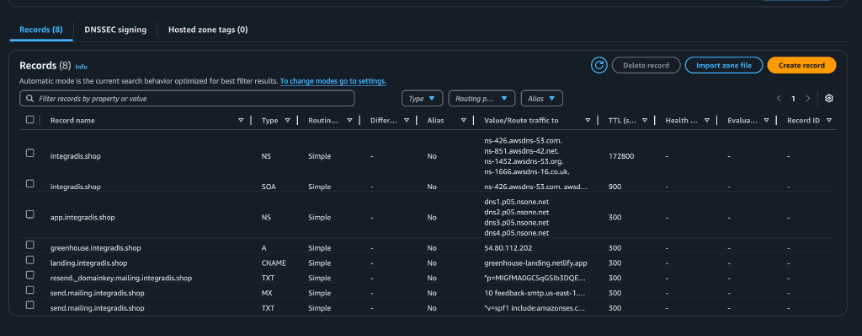 Records (8) DNSSEC signing Hosted zone tags (0)
Records (8) Info
Delete record Import zone file Create record
Automatic mode is the current search behavior optimized for best filter results. To change modes go to settings.
Filter records by property or value Type Routing p... Alias 1
Record name Type Routin... Differ... Alias Value/Route traffic to TTL (s... Health ... Evalua... Record ID
integradis.shop NS Simple - No ns-426.awsdns-53.com. 172800 - - -
ns-851.awsdns-42.net.
ns-1452.awsdns-53.org.
ns-1666.awsdns-16.co.uk.
integradis.shop SOA Simple - No ns-426.awsdns-53.com. awsd... 900 - - -
app.integradis.shop NS Simple - No dns1.p05.nsone.net 300 - - -
dns2.p05.nsone.net
dns3.p05.nsone.net
dns4.p05.nsone.net
greenhouse.integradis.shop A Simple - No 54.80.112.202 300 - - -
landing.integradis.shop CNAME Simple - No greenhouse-landing.netlify.app 300 - - -
resend._domainkey.mailing.integradis.shop TXT Simple - No "p=MIGfMA0GCSqGSIb3DQE... 300 - - -
send.mailing.integradis.shop MX Simple - No 10 feedback-smtp.us-east-1.... 300 - - -
send.mailing.integradis.shop TXT Simple - No "v=spf1 include:amazonses.c... 300 - - -